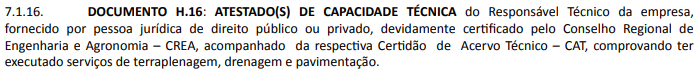 7.1.16. DOCUMENTO H.16: ATESTADO(S) DE CAPACIDADE TÉCNICA do Responsável Técnico da empresa,
fornecido por pessoa jurídica de direito público ou privado, devidamente certificado pelo Conselho Regional de
Engenharia e Agronomia – CREA, acompanhado da respectiva Certidão de Acervo Técnico – CAT, comprovando ter
executado serviços de terraplenagem, drenagem e pavimentação.